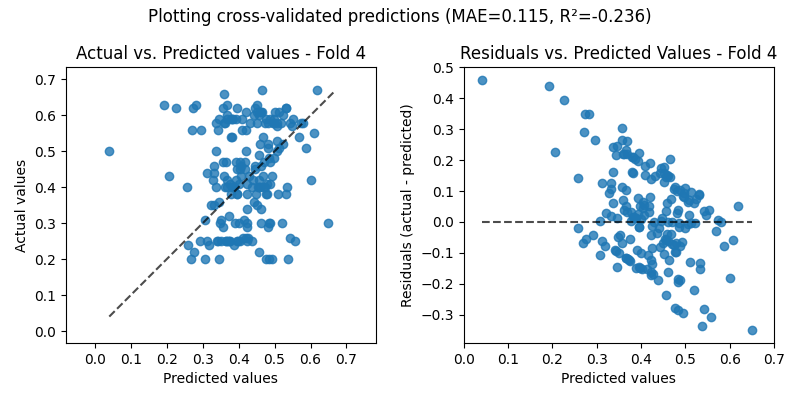 Plotting cross-validated predictions (MAE=0.115, R²=-0.236)
Actual vs. Predicted values - Fold 4
Actual values
0.7
0.6
0.5
0.4
0.3
0.2
0.1
0.0
0.0 0.1 0.2 0.3 0.4 0.5 0.6 0.7
Predicted values
Residuals vs. Predicted Values - Fold 4
Residuals (actual - predicted)
0.5
0.4
0.3
0.2
0.1
0.0
−0.1
−0.2
−0.3
0.0 0.1 0.2 0.3 0.4 0.5 0.6 0.7
Predicted values